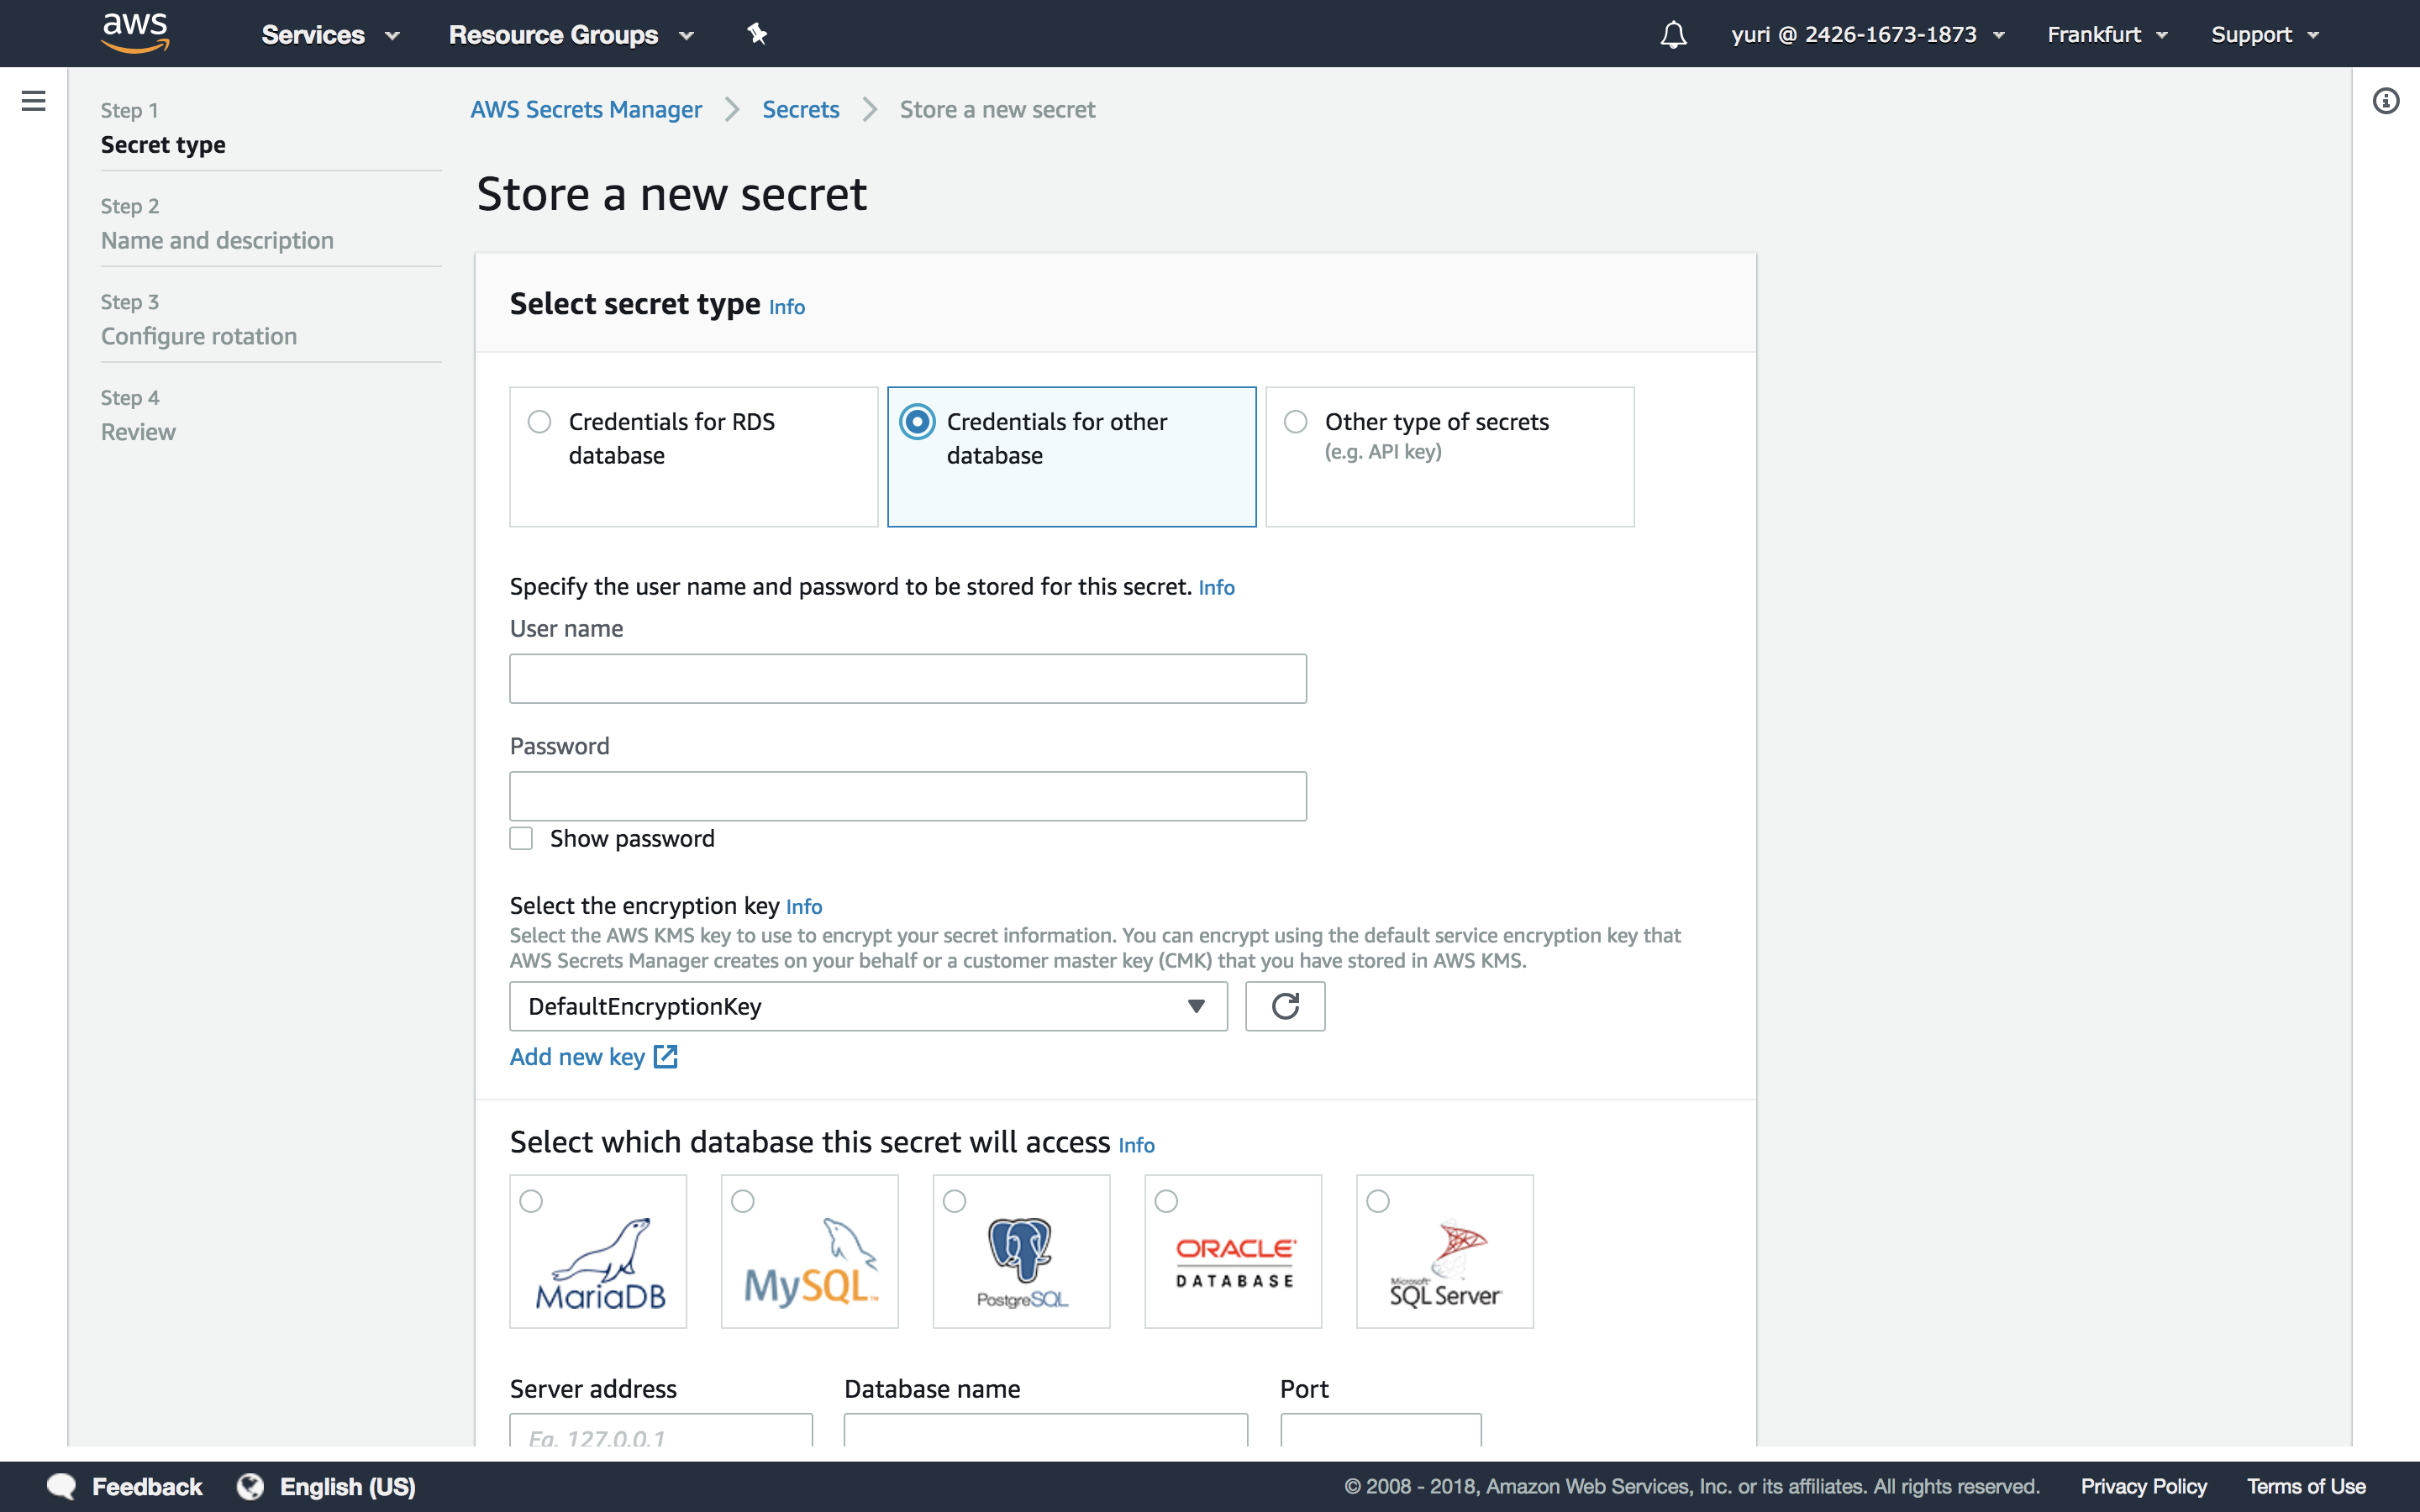 aws Services Resource Groups yuri @ 2426-1673-1873 Frankfurt Support
Step 1
Secret type
Step 2
Name and description
Step 3
Configure rotation
Step 4
Review
AWS Secrets Manager Secrets Store a new secret
Store a new secret
Select secret type Info
Credentials for RDS
database
Credentials for other
database
Other type of secrets
(e.g. API key)
Specify the user name and password to be stored for this secret. Info
User name
Password
Show password
Select the encryption key Info
Select the AWS KMS key to use to encrypt your secret information. You can encrypt using the default service encryption key that
AWS Secrets Manager creates on your behalf or a customer master key (CMK) that you have stored in AWS KMS.
DefaultEncryptionKey
Add new key
Select which database this secret will access Info
MariaDB
MySQL™
PostgreSQL
ORACLE
DATABASE
Microsoft
SQL Server
Server address Database name Port
Eg. 127.0.0.1
Feedback English (US) © 2008 - 2018, Amazon Web Services, Inc. or its affiliates. All rights reserved. Privacy Policy Terms of Use